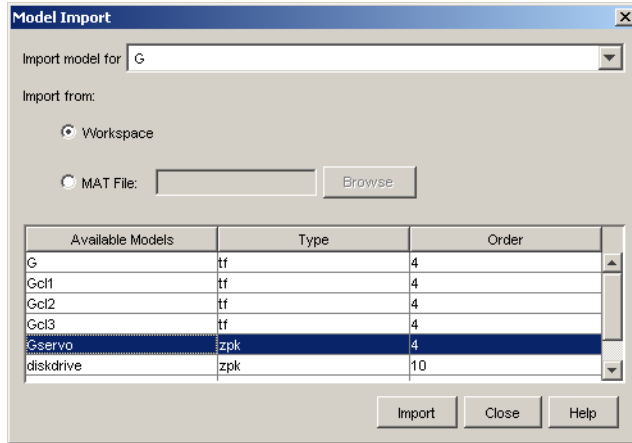 Model Import
Import model for G
Import from:
Workspace
MAT File: Browse
Available Models Type Order
G tf 4
Gcl1 tf 4
Gcl2 tf 4
Gcl3 tf 4
Gservo zpk 4
diskdrive zpk 10
Import Close Help